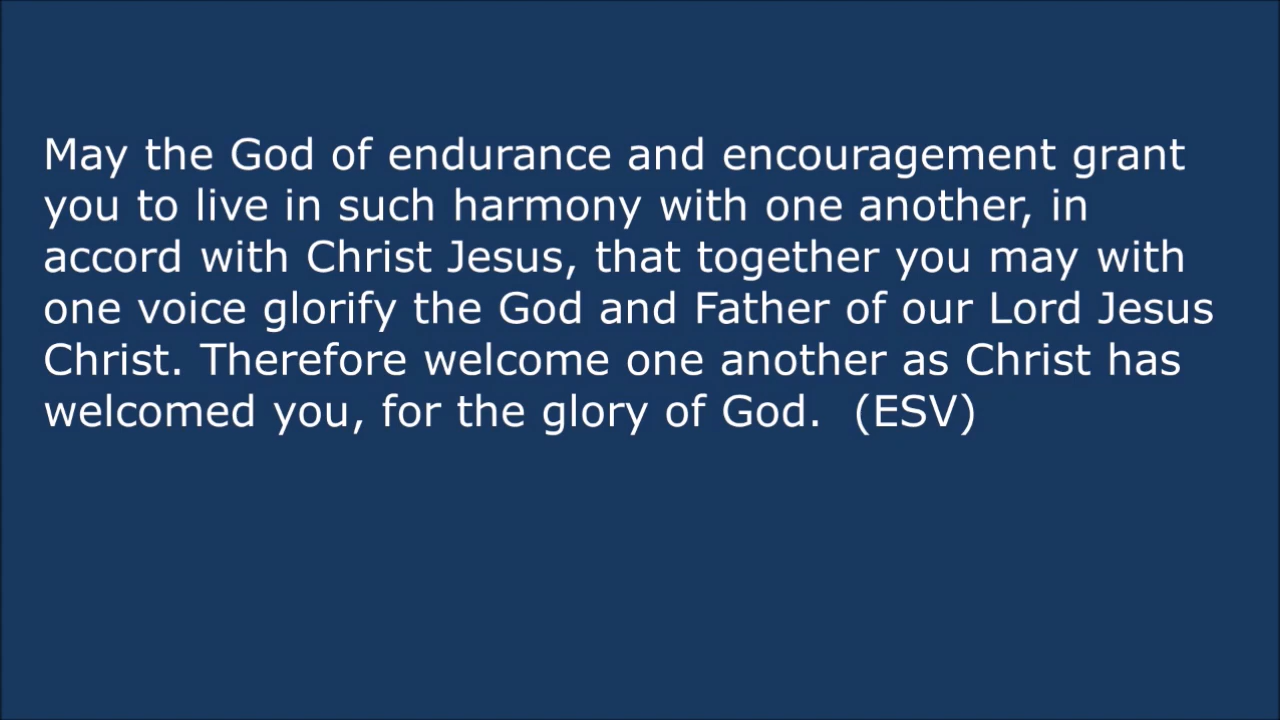 May the God of endurance and encouragement grant
you to live in such harmony with one another, in
accord with Christ Jesus, that together you may with
one voice glorify the God and Father of our Lord Jesus
Christ. Therefore welcome one another as Christ has
welcomed you, for the glory of God.  (ESV)